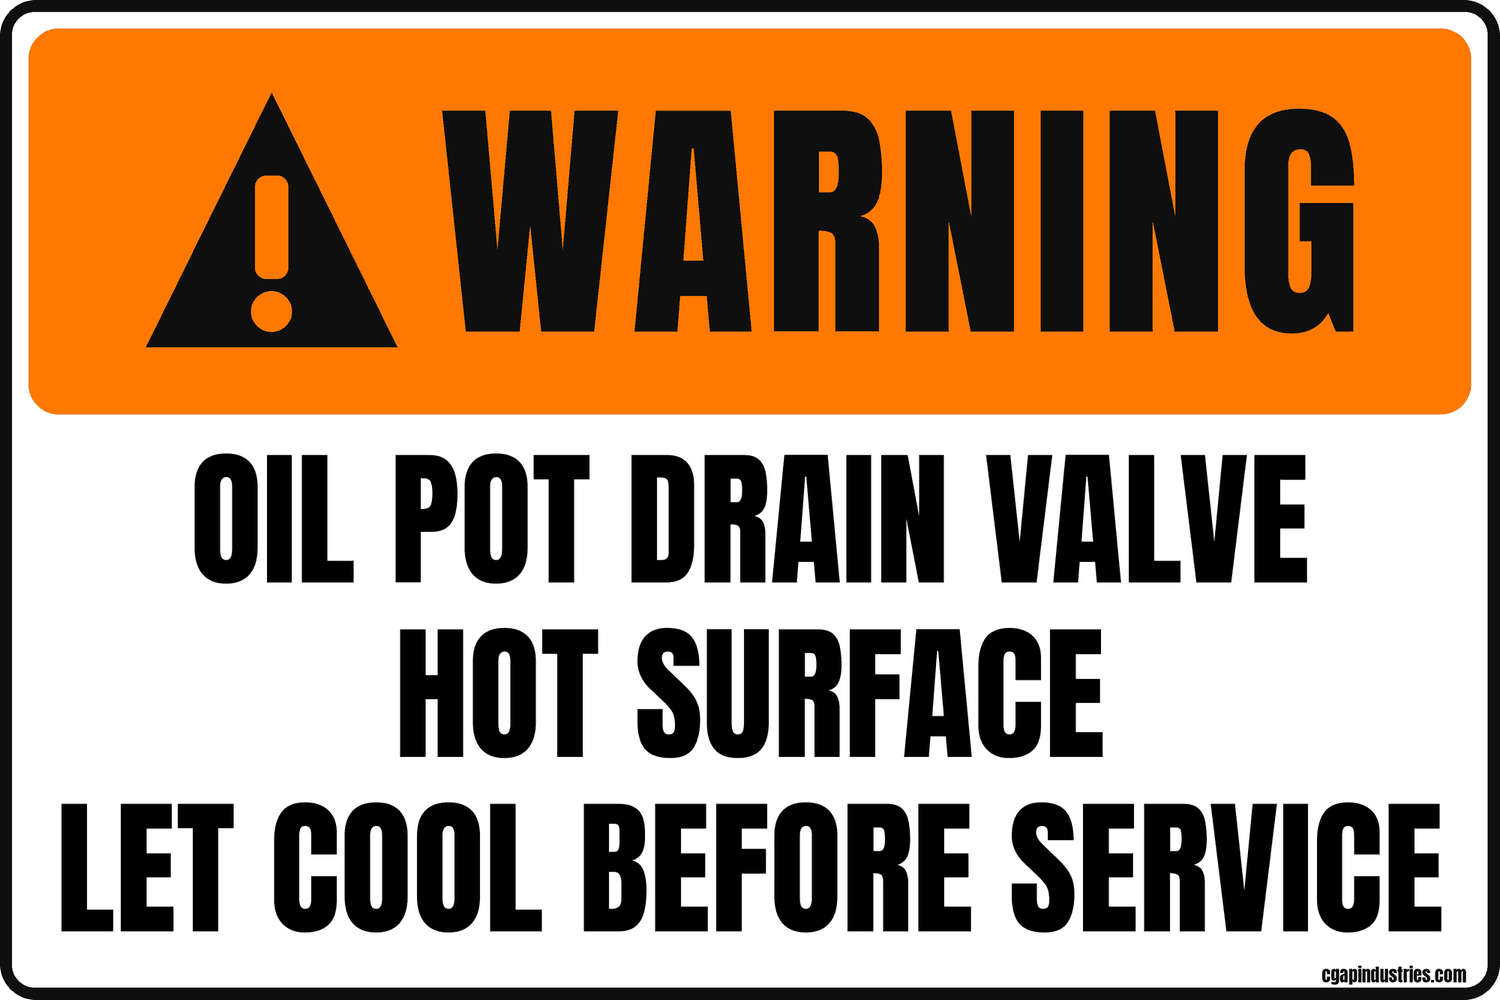 WARNING
OIL POT DRAIN VALVE
HOT SURFACE
LET COOL BEFORE SERVICE
cgapindustries.com